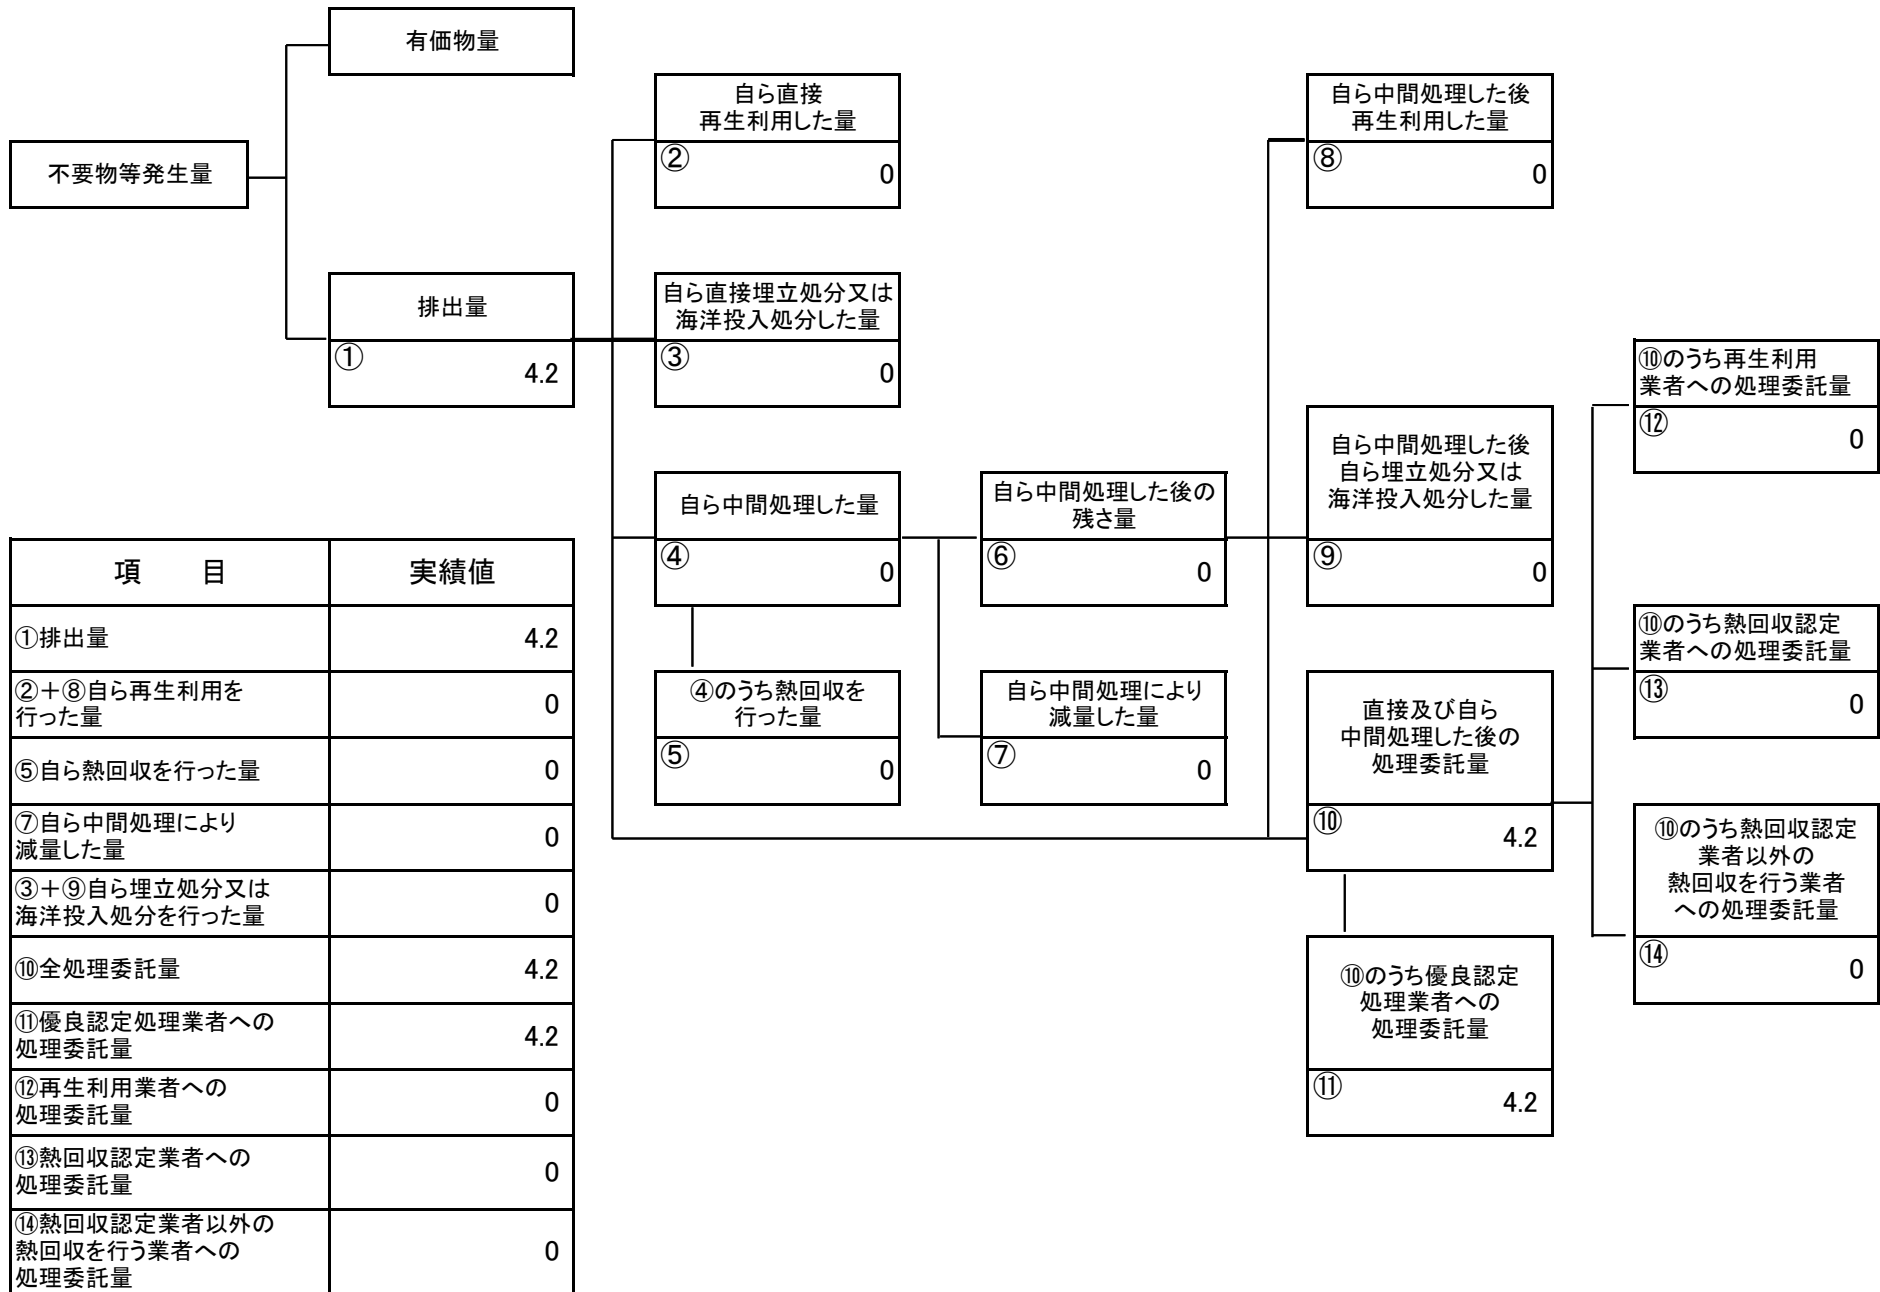 有価物量
不要物等発生量
排出量
①
4.2
自ら直接
再生利用した量
②
0
自ら直接埋立処分又は
海洋投入処分した量
③
0
自ら中間処理した量
④
0
④のうち熱回収を
行った量
⑤
0
自ら中間処理した後の
残さ量
⑥
0
自ら中間処理により
減量した量
⑦
0
自ら中間処理した後
再生利用した量
⑧
0
自ら中間処理した後
自ら埋立処分又は
海洋投入処分した量
⑨
0
直接及び自ら
中間処理した後の
処理委託量
⑩
4.2
⑩のうち優良認定
処理業者への
処理委託量
⑪
4.2
⑩のうち再生利用
業者への処理委託量
⑫
0
⑩のうち熱回収認定
業者への処理委託量
⑬
0
⑩のうち熱回収認定
業者以外の
熱回収を行う業者
への処理委託量
⑭
0
項　　目 実績値
①排出量 4.2
②＋⑧自ら再生利用を
行った量 0
⑤自ら熱回収を行った量 0
⑦自ら中間処理により
減量した量 0
③＋⑨自ら埋立処分又は
海洋投入処分を行った量 0
⑩全処理委託量 4.2
⑪優良認定処理業者への
処理委託量 4.2
⑫再生利用業者への
処理委託量 0
⑬熱回収認定業者への
処理委託量 0
⑭熱回収認定業者以外の
熱回収を行う業者への
処理委託量 0